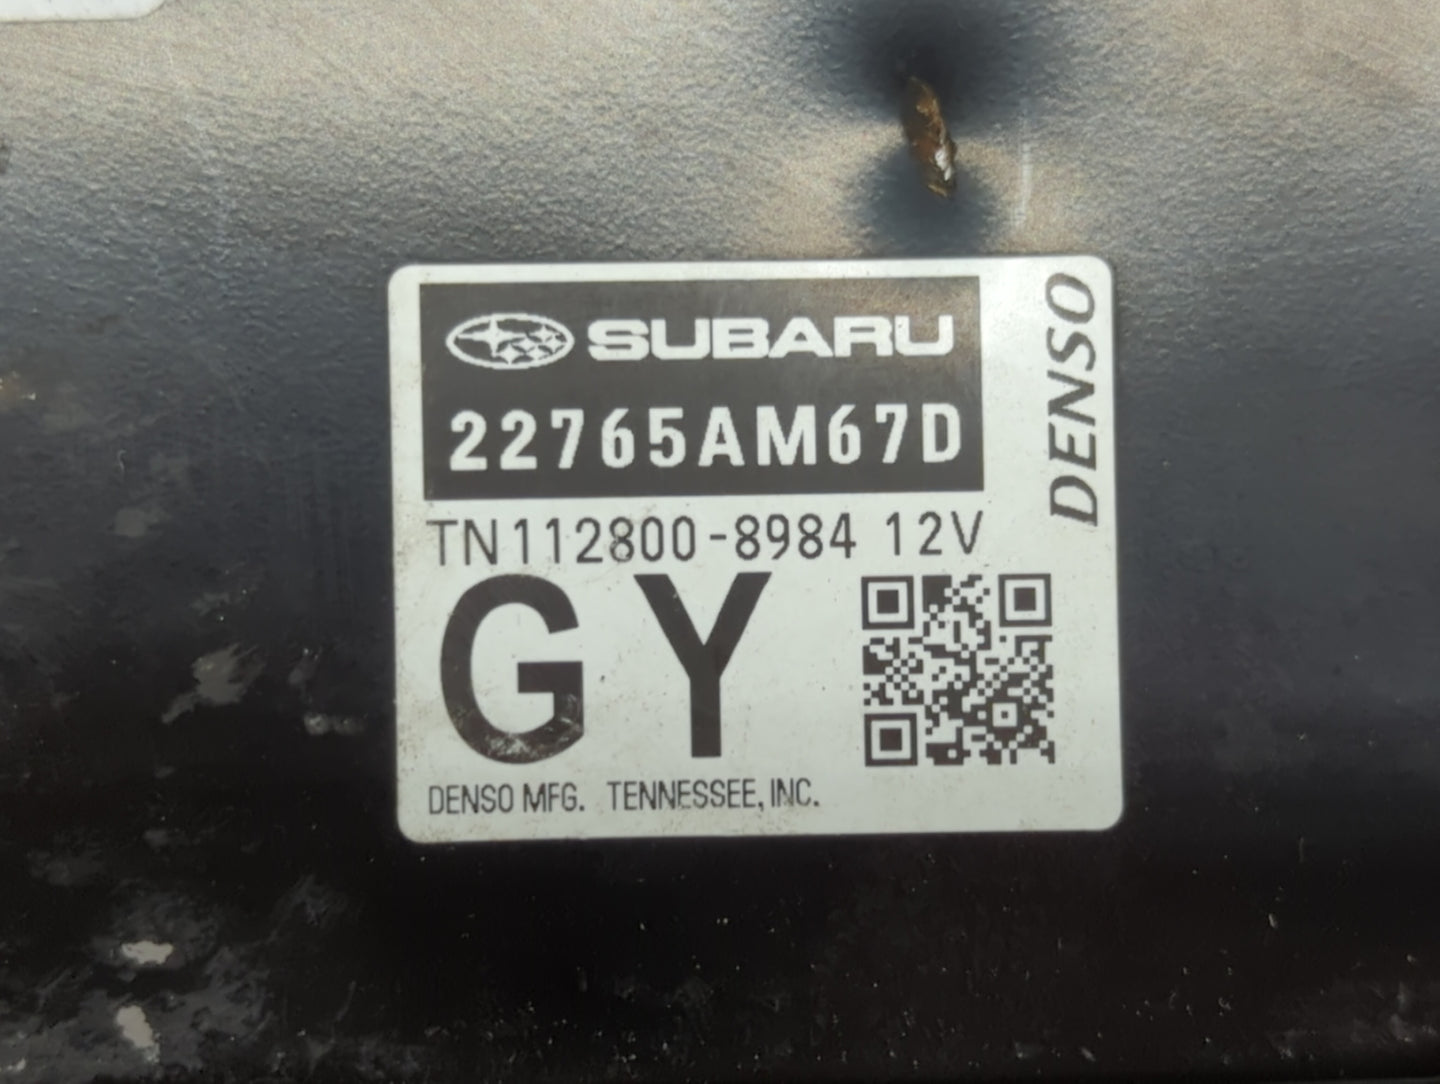 SUBARU
22765AM67D
DENSO
TN112800-8984 12V
GY
DENSO MFG. TENNESSEE, INC.